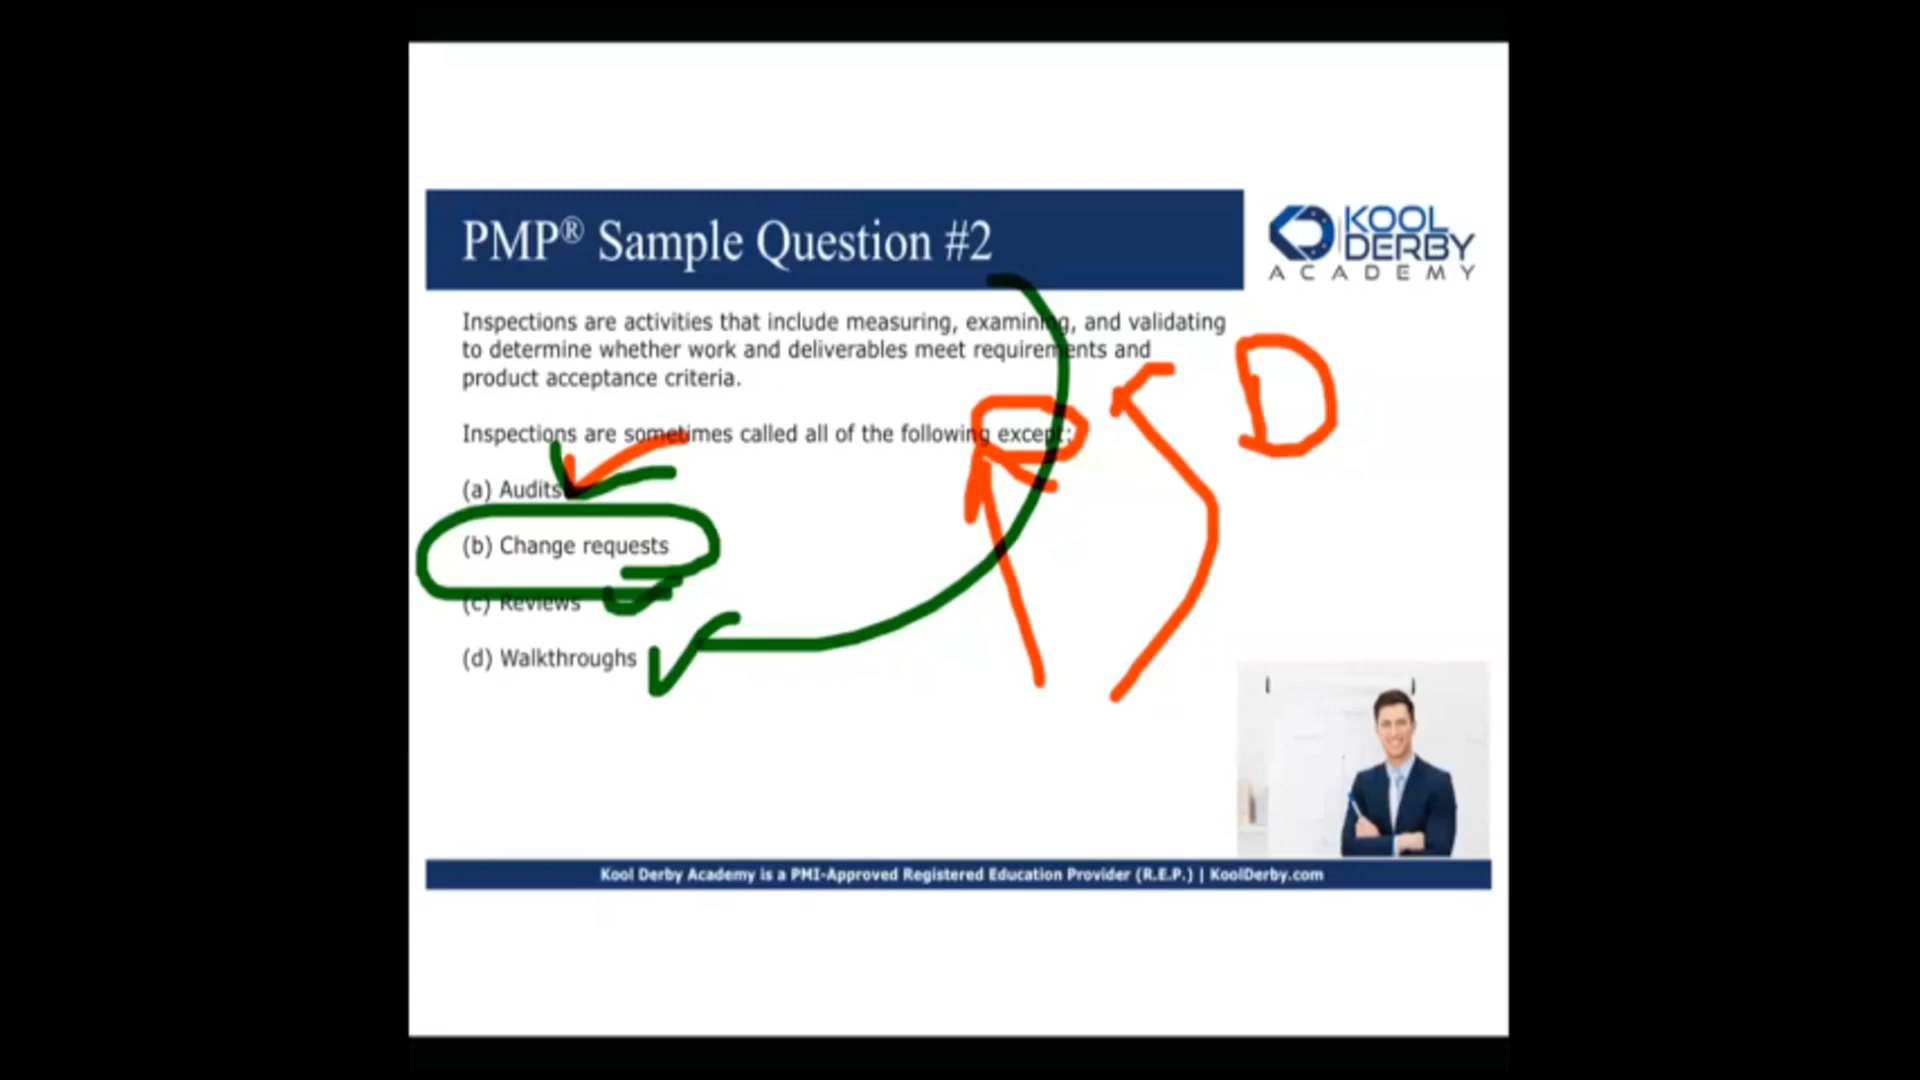 PMP® Sample Question #2
KOOL
DERBY
ACADEMY
Inspections are activities that include measuring, examining, and validating
to determine whether work and deliverables meet requirements and
product acceptance criteria.
D
Inspections are sometimes called all of the following except:
(a) Audits
(b) Change requests
(c) Reviews
(d) Walkthroughs
Kool Derby Academy is a PMI-Approved Registered Education Provider (R.E.P.) | KoolDerby.com